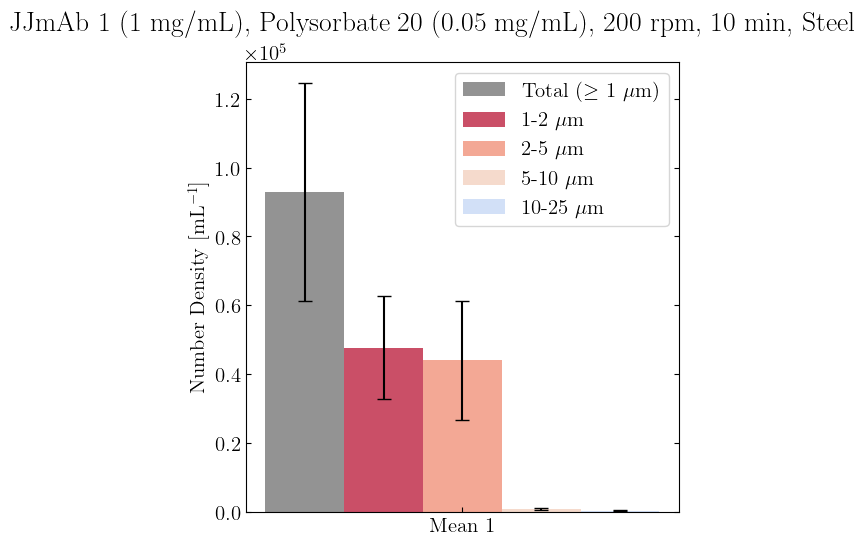 JJmAb 1 (1 mg/mL), Polysorbate 20 (0.05 mg/mL), 200 rpm, 10 min, Steel
×10⁵
Total (≥ 1 μm)
1-2 μm
2-5 μm
5-10 μm
10-25 μm
Number Density [mL⁻¹]
1.2
1.0
0.8
0.6
0.4
0.2
0.0
Mean 1